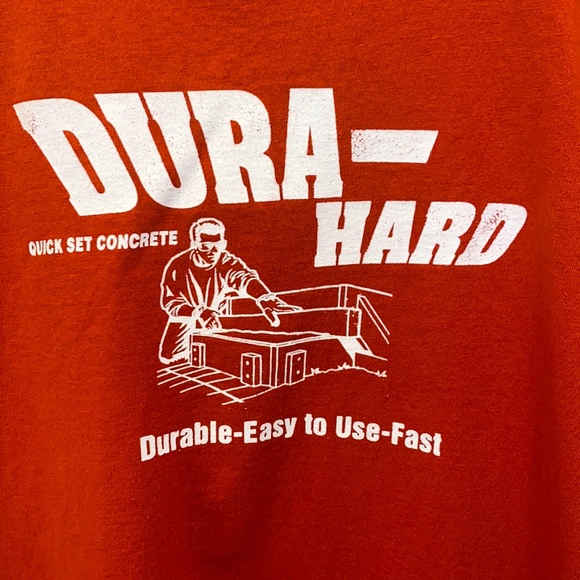 DURA-
HARD
QUICK SET CONCRETE
Durable-Easy to Use-Fast